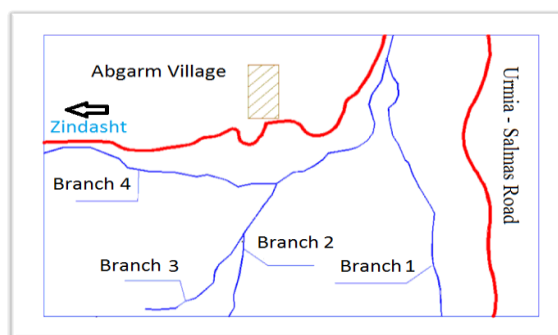 Abgarm Village
Zindasht
Branch 4
Branch 2
Branch 3
Branch 1
Urmia - Salmas Road